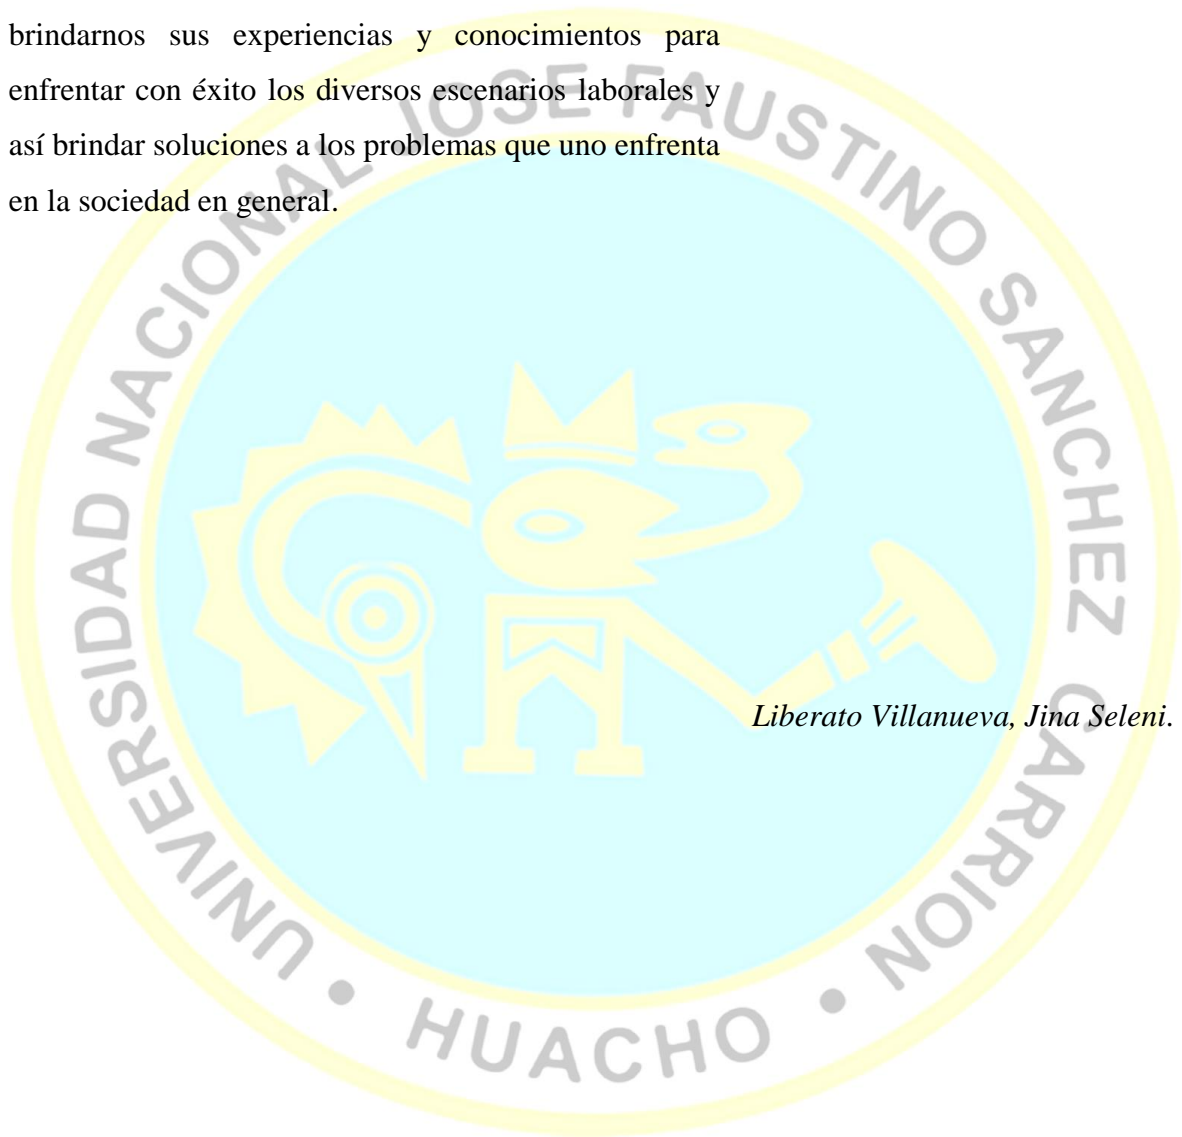 brindarnos sus experiencias y conocimientos para
enfrentar con éxito los diversos escenarios laborales y
así brindar soluciones a los problemas que uno enfrenta
en la sociedad en general.
Liberato Villanueva, Jina Seleni.
UNIVERSIDAD NACIONAL JOSE FAUSTINO SANCHEZ CARRION • HUACHO •